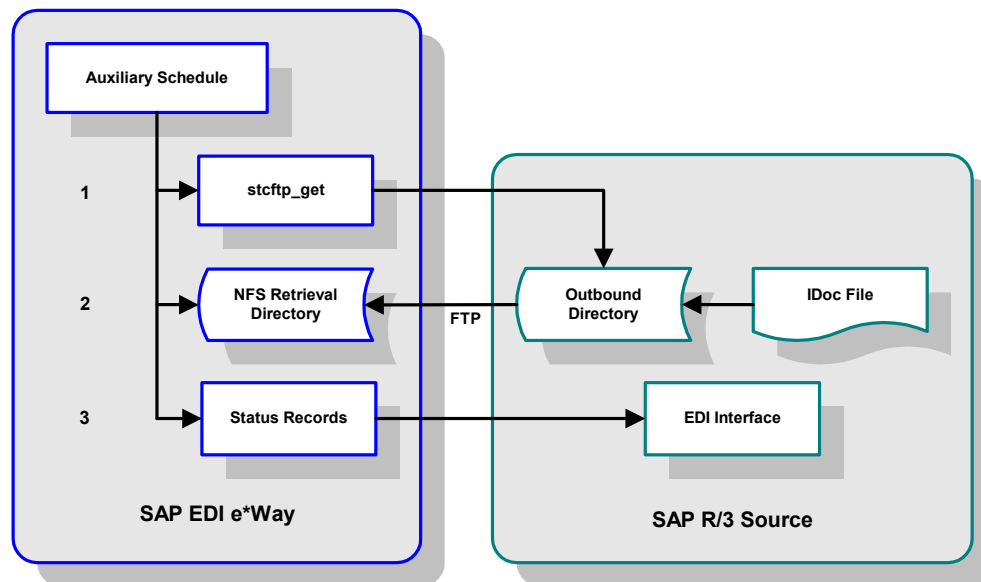 Auxiliary Schedule
1
stcftp_get
2
NFS Retrieval
Directory
FTP
Outbound
Directory
IDoc File
3
Status Records
EDI Interface
SAP EDI e*Way
SAP R/3 Source